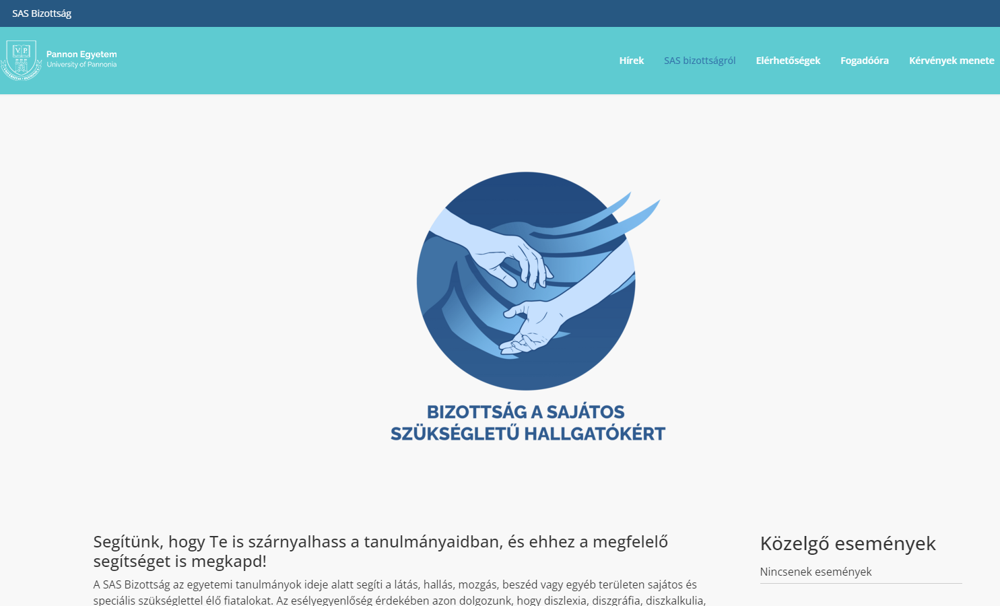 SAS Bizottság
V P
Pannon Egyetem
University of Pannonia
Hírek
SAS bizottságról
Elérhetőségek
Fogadóóra
Kérvények menete
BIZOTTSÁG A SAJÁTOS
SZÜKSÉGLETŰ HALLGATÓKÉRT
Segítünk, hogy Te is szárnyalhass a tanulmányaidban, és ehhez a megfelelő
segítséget is megkapd!
A SAS Bizottság az egyetemi tanulmányok ideje alatt segíti a látás, hallás, mozgás, beszéd vagy egyéb területen sajátos és
speciális szükséglettel élő fiatalokat. Az esélyegyenlőség érdekében azon dolgozunk, hogy diszlexia, diszgráfia, diszkalkulia,
Közelgő események
Nincsenek események